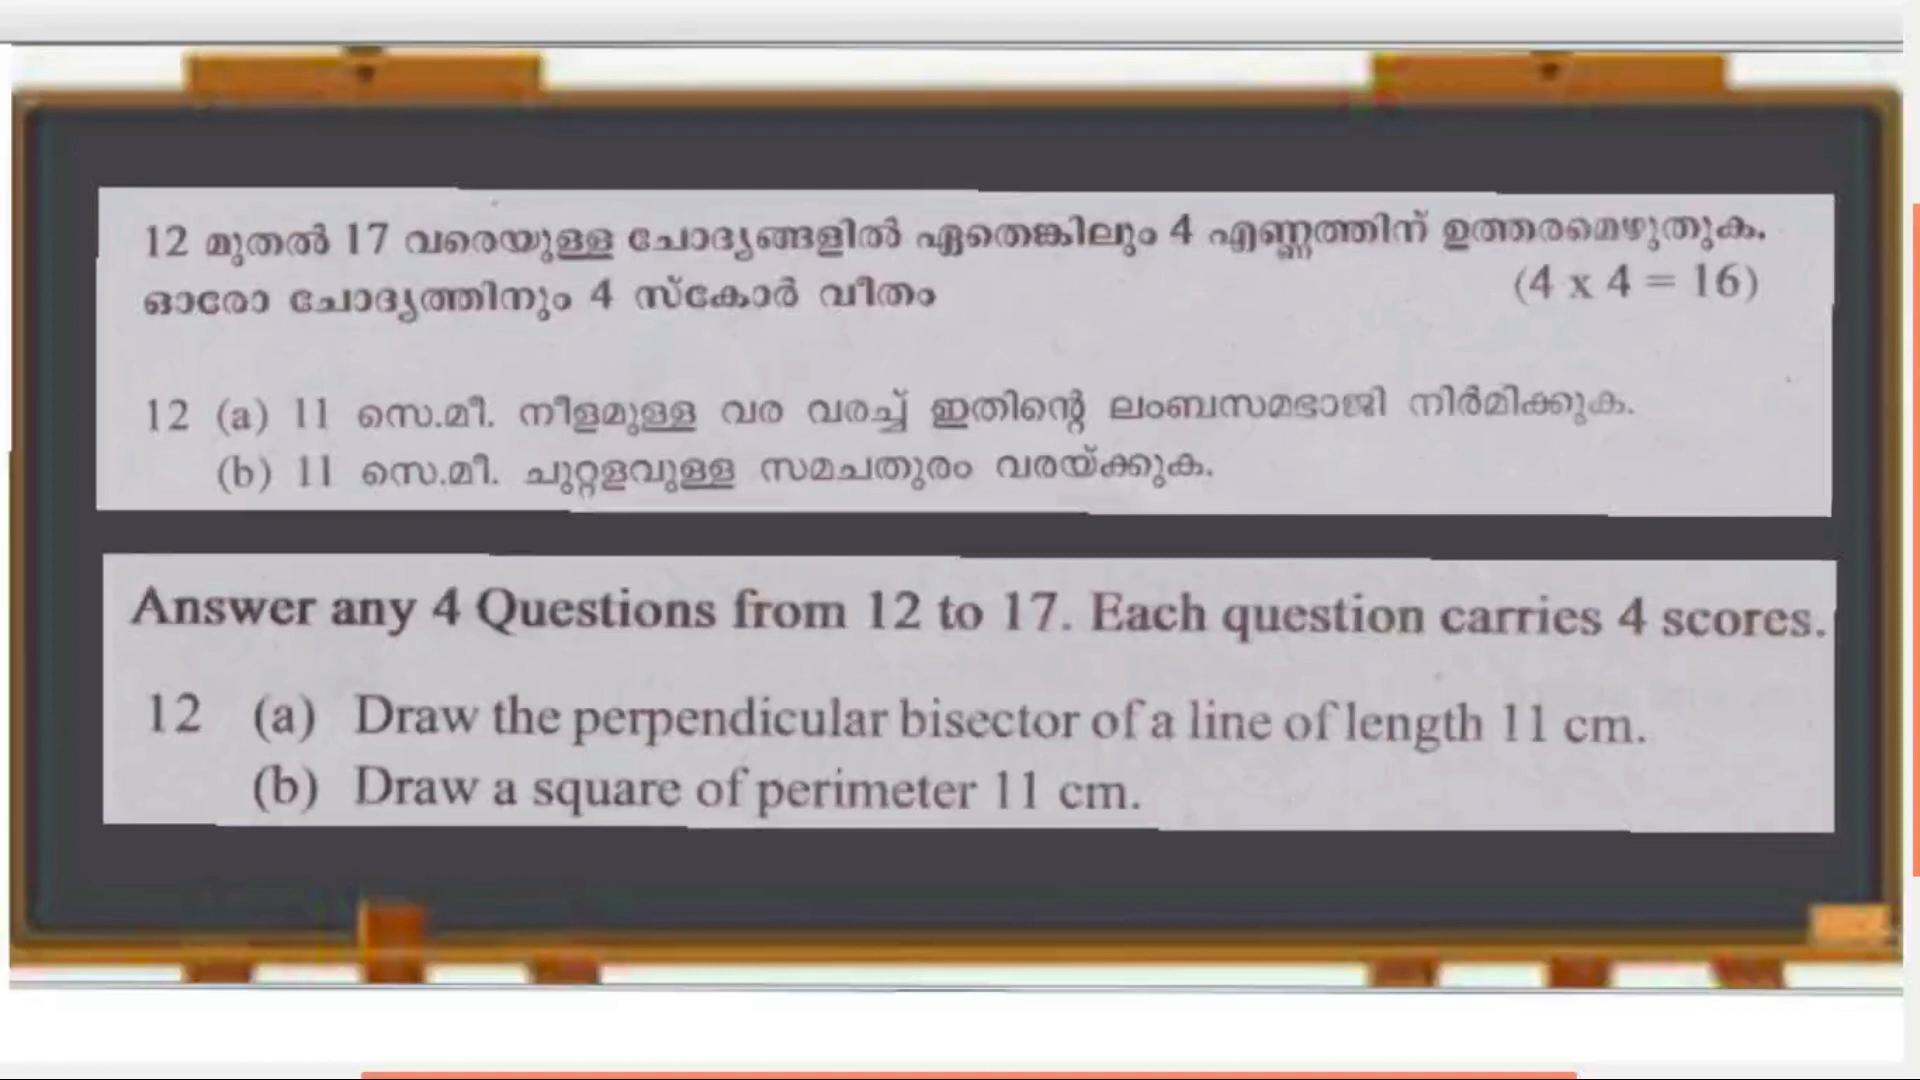 12 മുതൽ 17 വരെയുള്ള ചോദ്യങ്ങളിൽ ഏതെങ്കിലും 4 എണ്ണത്തിന് ഉത്തരമെഴുതുക.
ഓരോ ചോദ്യത്തിനും 4 സ്കോർ വീതം (4 x 4 = 16)
12 (a) 11 സെ.മീ. നീളമുള്ള വര വരച്ച് ഇതിന്റെ ലംബസമഭാജി നിർമിക്കുക.
(b) 11 സെ.മീ. ചുറ്റളവുള്ള സമചതുരം വരയ്ക്കുക.
Answer any 4 Questions from 12 to 17. Each question carries 4 scores.
12 (a) Draw the perpendicular bisector of a line of length 11 cm.
(b) Draw a square of perimeter 11 cm.